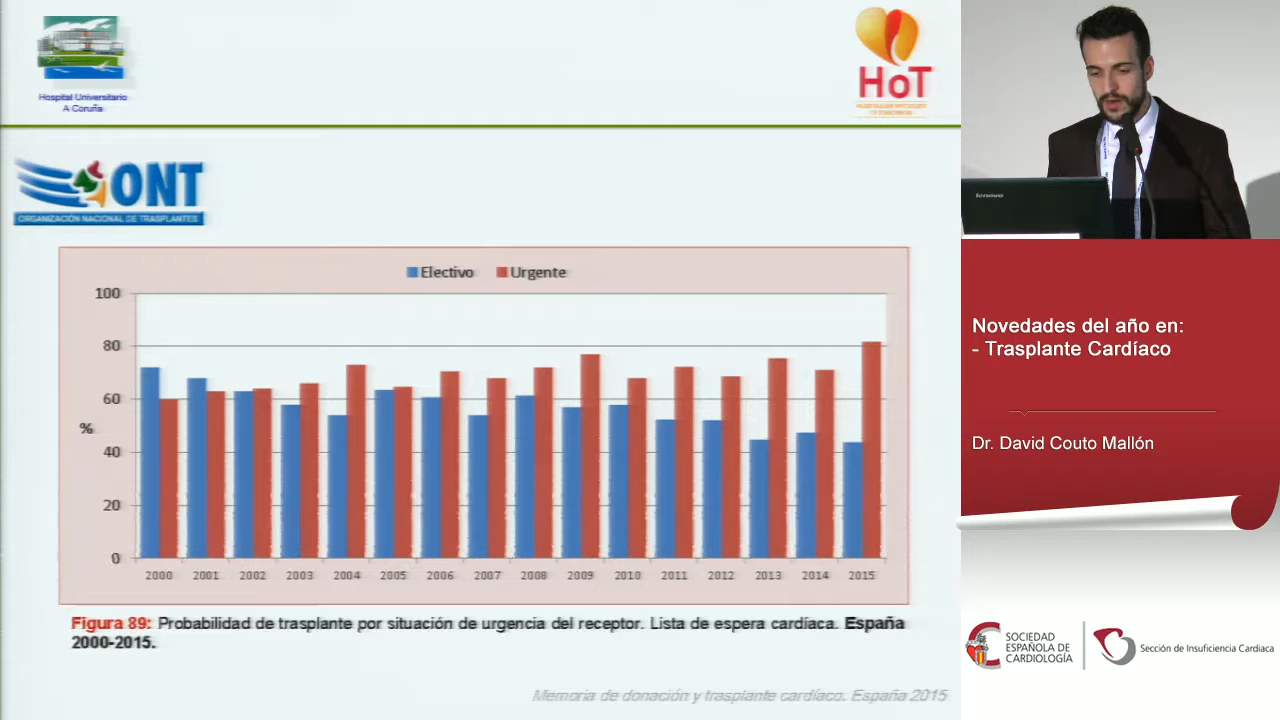 Hospital Universitario
A Coruña
HoT
ONT
ORGANIZACIÓN NACIONAL DE TRASPLANTES
Electivo Urgente
100
80
60
%
40
20
0
2000 2001 2002 2003 2004 2005 2006 2007 2008 2009 2010 2011 2012 2013 2014 2015
Figura 89: Probabilidad de trasplante por situación de urgencia del receptor. Lista de espera cardíaca. España
2000-2015.
Memoria de donación y trasplante cardíaco. España 2015
lenovo
Novedades del año en:
- Trasplante Cardíaco
Dr. David Couto Mallón
SOCIEDAD
ESPAÑOLA DE
CARDIOLOGÍA
Sección de Insuficiencia Cardiaca